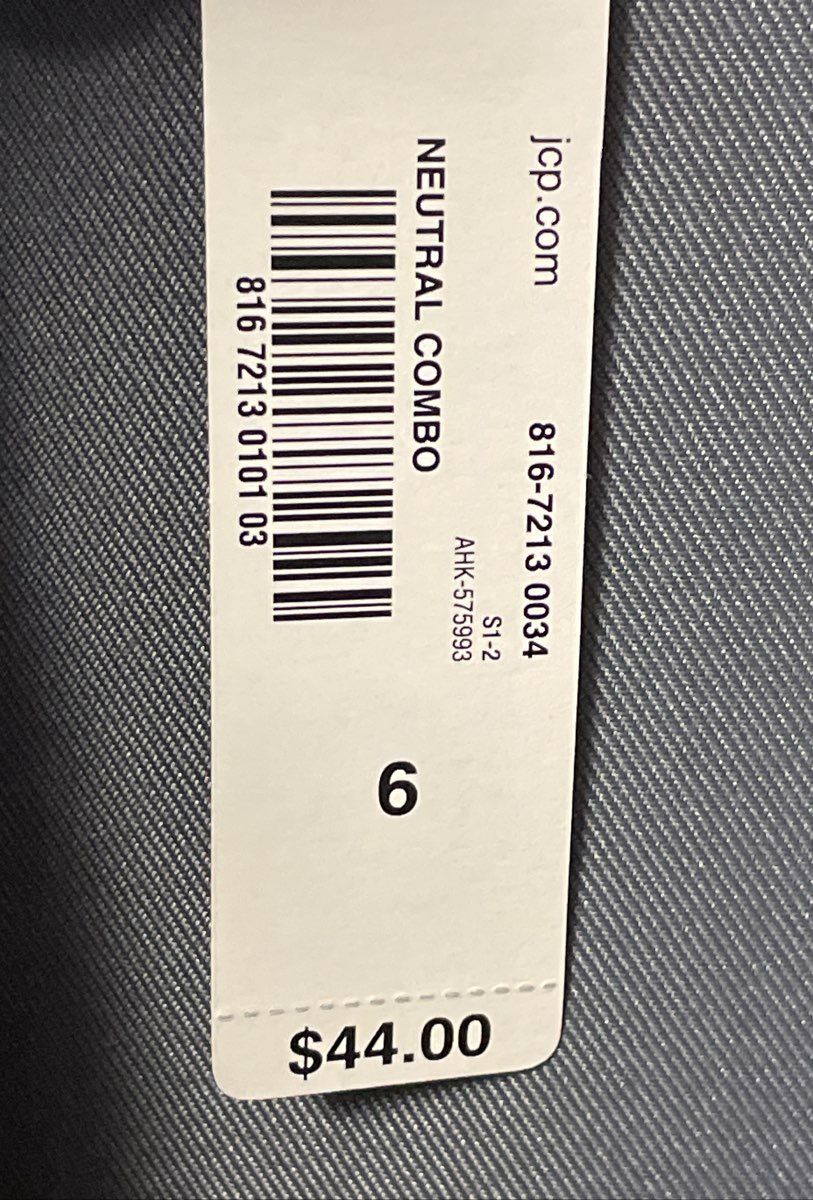 jcp.com 816-7213 0034
S1-2
AHK-575993
NEUTRAL COMBO
816 7213 0101 03
6
$44.00